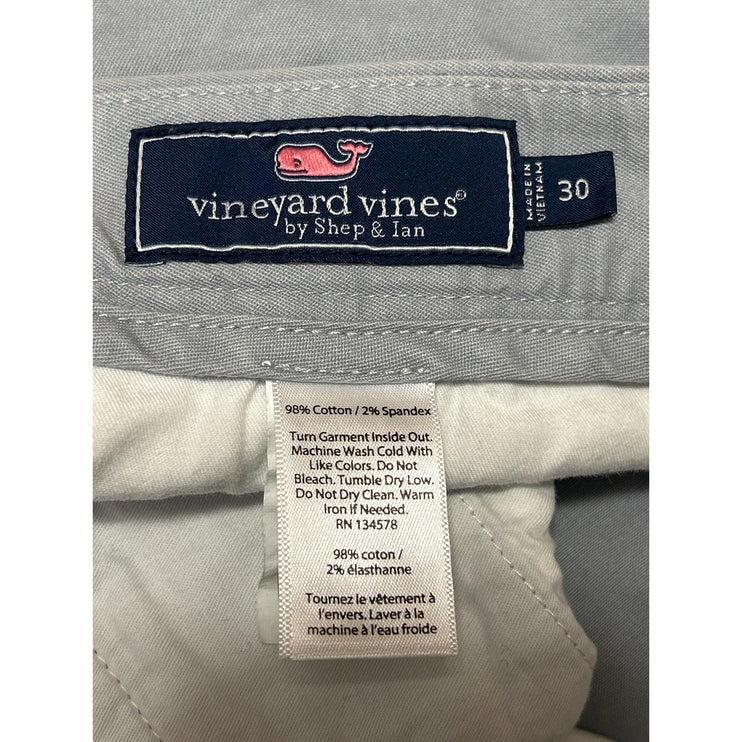 vineyard vines®
by Shep & Ian
MADE IN
VIETNAM
30
98% Cotton / 2% Spandex
Turn Garment Inside Out.
Machine Wash Cold With
Like Colors. Do Not
Bleach. Tumble Dry Low.
Do Not Dry Clean. Warm
Iron If Needed.
RN 134578
98% coton /
2% élasthanne
Tournez le vêtement à
l'envers. Laver à la
machine à l'eau froide